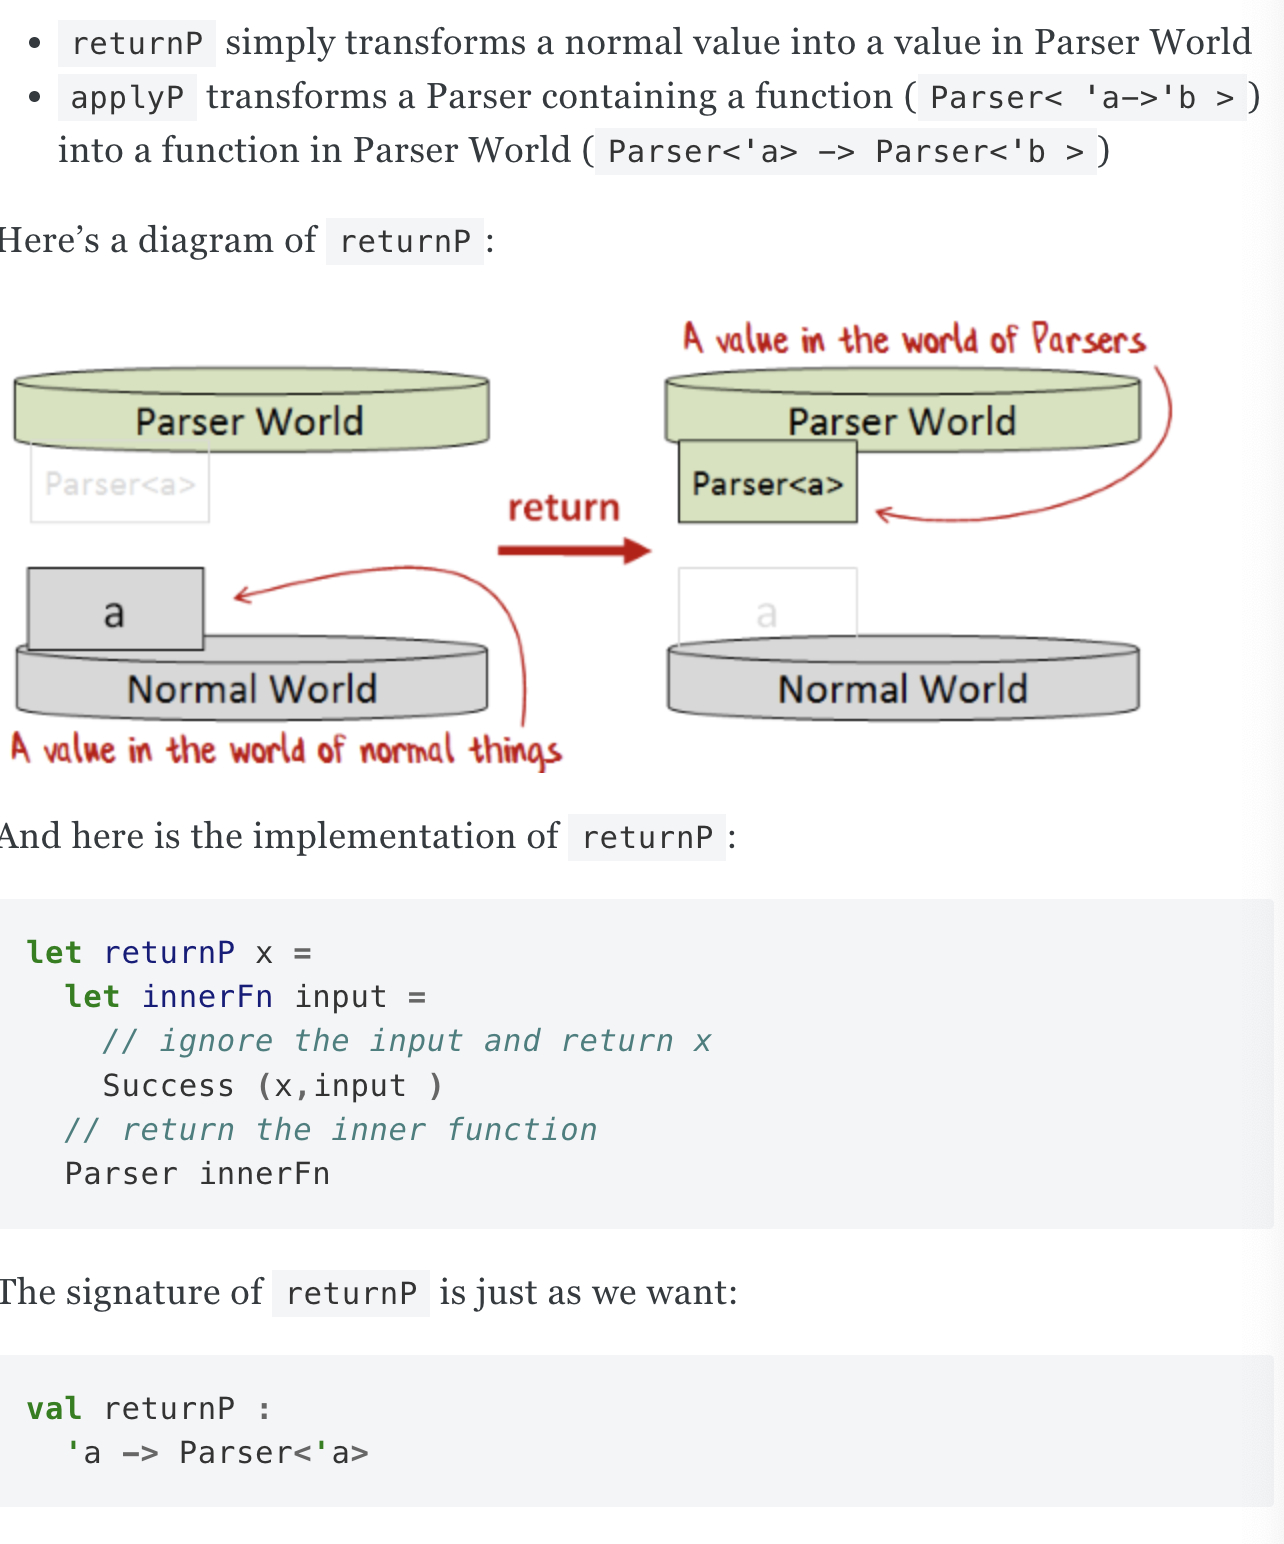 • returnP simply transforms a normal value into a value in Parser World
• applyP transforms a Parser containing a function ( Parser< 'a->'b > )
into a function in Parser World ( Parser<'a> -> Parser<'b > )
Here’s a diagram of returnP :
A value in the world of Parsers
Parser World
Parser<a>
a
Normal World
A value in the world of normal things
return
Parser World
Parser<a>
a
Normal World
And here is the implementation of returnP :
let returnP x =
  let innerFn input =
    // ignore the input and return x
    Success (x,input )
  // return the inner function
  Parser innerFn
The signature of returnP is just as we want:
val returnP :
  'a -> Parser<'a>